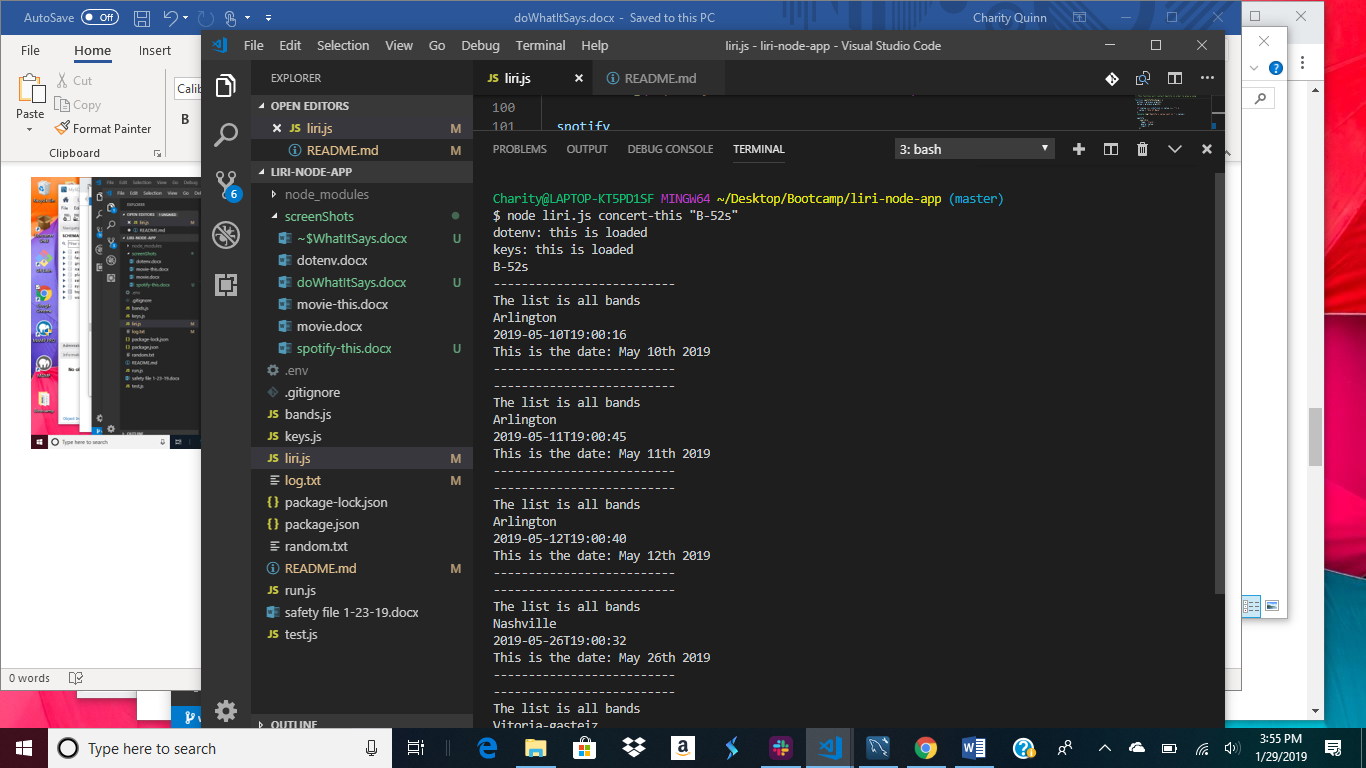 AutoSave Off
doWhatItSays.docx - Saved to this PC
Charity Quinn
File Home Insert
Paste
Cut
Copy
Format Painter
Clipboard
Calib
B
0 words
File Edit Selection View Go Debug Terminal Help
liri.js - liri-node-app - Visual Studio Code
EXPLORER
OPEN EDITORS
JS liri.js M
README.md M
LIRI-NODE-APP
node_modules
screenShots
~$WhatItSays.docx U
dotenv.docx
doWhatItSays.docx U
movie-this.docx
movie.docx
spotify-this.docx U
.env
.gitignore
JS bands.js
JS keys.js
JS liri.js M
log.txt M
{} package-lock.json
{} package.json
random.txt
README.md M
JS run.js
safety file 1-23-19.docx
JS test.js
OUTLINE
6
JS liri.js
README.md
100
101 spotify
PROBLEMS OUTPUT DEBUG CONSOLE TERMINAL
3: bash
Charity@LAPTOP-KT5PD1SF MINGW64 ~/Desktop/Bootcamp/liri-node-app (master)
$ node liri.js concert-this "B-52s"
dotenv: this is loaded
keys: this is loaded
B-52s
--------------------------
The list is all bands
Arlington
2019-05-10T19:00:16
This is the date: May 10th 2019
--------------------------
--------------------------
The list is all bands
Arlington
2019-05-11T19:00:45
This is the date: May 11th 2019
--------------------------
--------------------------
The list is all bands
Arlington
2019-05-12T19:00:40
This is the date: May 12th 2019
--------------------------
--------------------------
The list is all bands
Nashville
2019-05-26T19:00:32
This is the date: May 26th 2019
--------------------------
--------------------------
The list is all bands
Vitoria-gasteiz
Type here to search
3:55 PM
1/29/2019